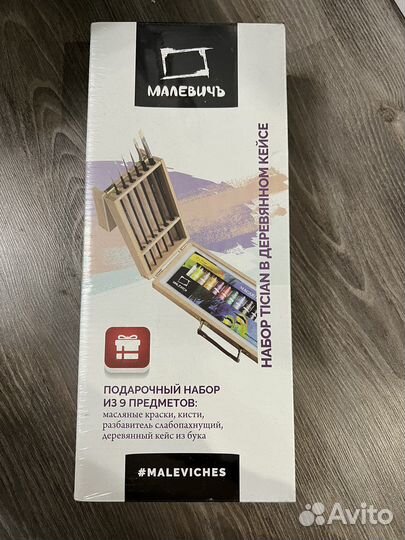 МАЛЕВИЧЪ
НАБОР TICIAN В ДЕРЕВЯННОМ КЕЙСЕ
ПОДАРОЧНЫЙ НАБОР
ИЗ 9 ПРЕДМЕТОВ:
масляные краски, кисти,
разбавитель слабопахнущий,
деревянный кейс из бука
#MALEVICHES
Avito